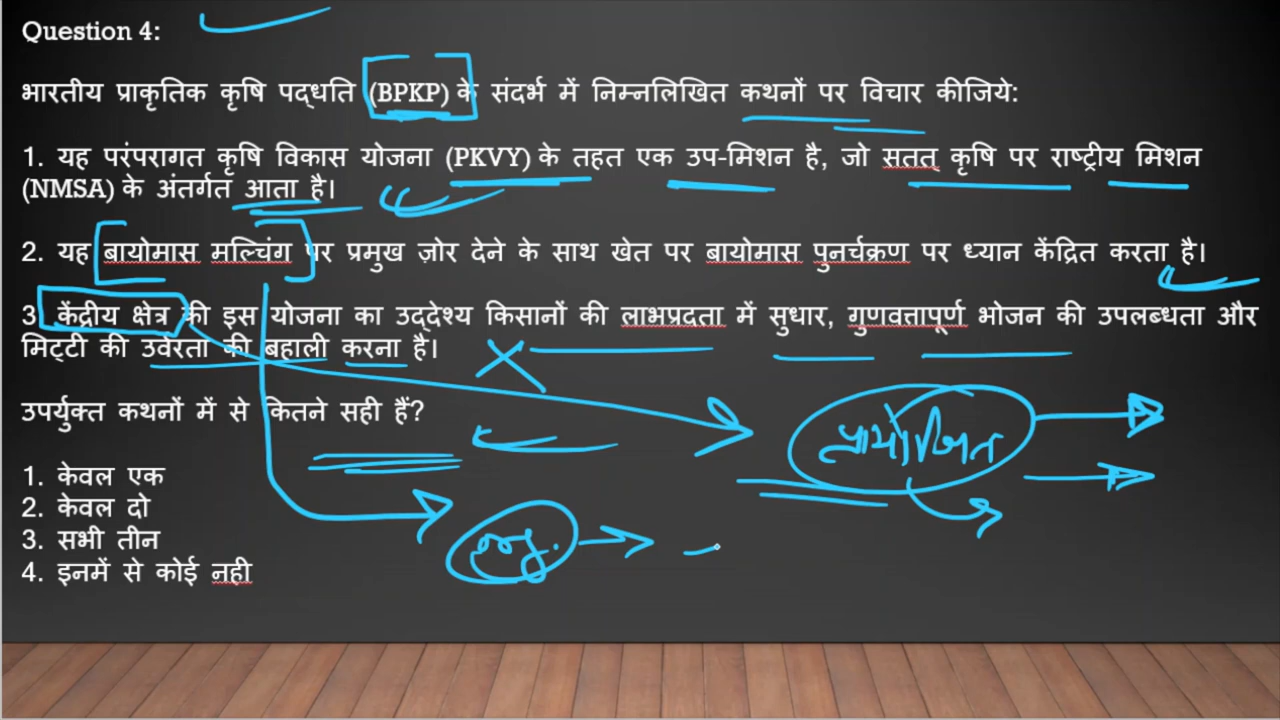 Question 4:
भारतीय प्राकृतिक कृषि पद्धति (BPKP) के संदर्भ में निम्नलिखित कथनों पर विचार कीजिये:
1. यह परंपरागत कृषि विकास योजना (PKVY) के तहत एक उप-मिशन है, जो सतत कृषि पर राष्ट्रीय मिशन
(NMSA) के अंतर्गत आता है।
2. यह बायोमास मल्चिंग पर प्रमुख ज़ोर देने के साथ खेत पर बायोमास पुनर्चक्रण पर ध्यान केंद्रित करता है।
3 केंद्रीय क्षेत्र की इस योजना का उद्देश्य किसानों की लाभप्रदता में सुधार, गुणवत्तापूर्ण भोजन की उपलब्धता और
मिट्टी की उर्वरता की बहाली करना है।
उपर्युक्त कथनों में से कितने सही हैं?
प्रायोजित
1. केवल एक
2. केवल दो
3. सभी तीन
4. इनमें से कोई नही